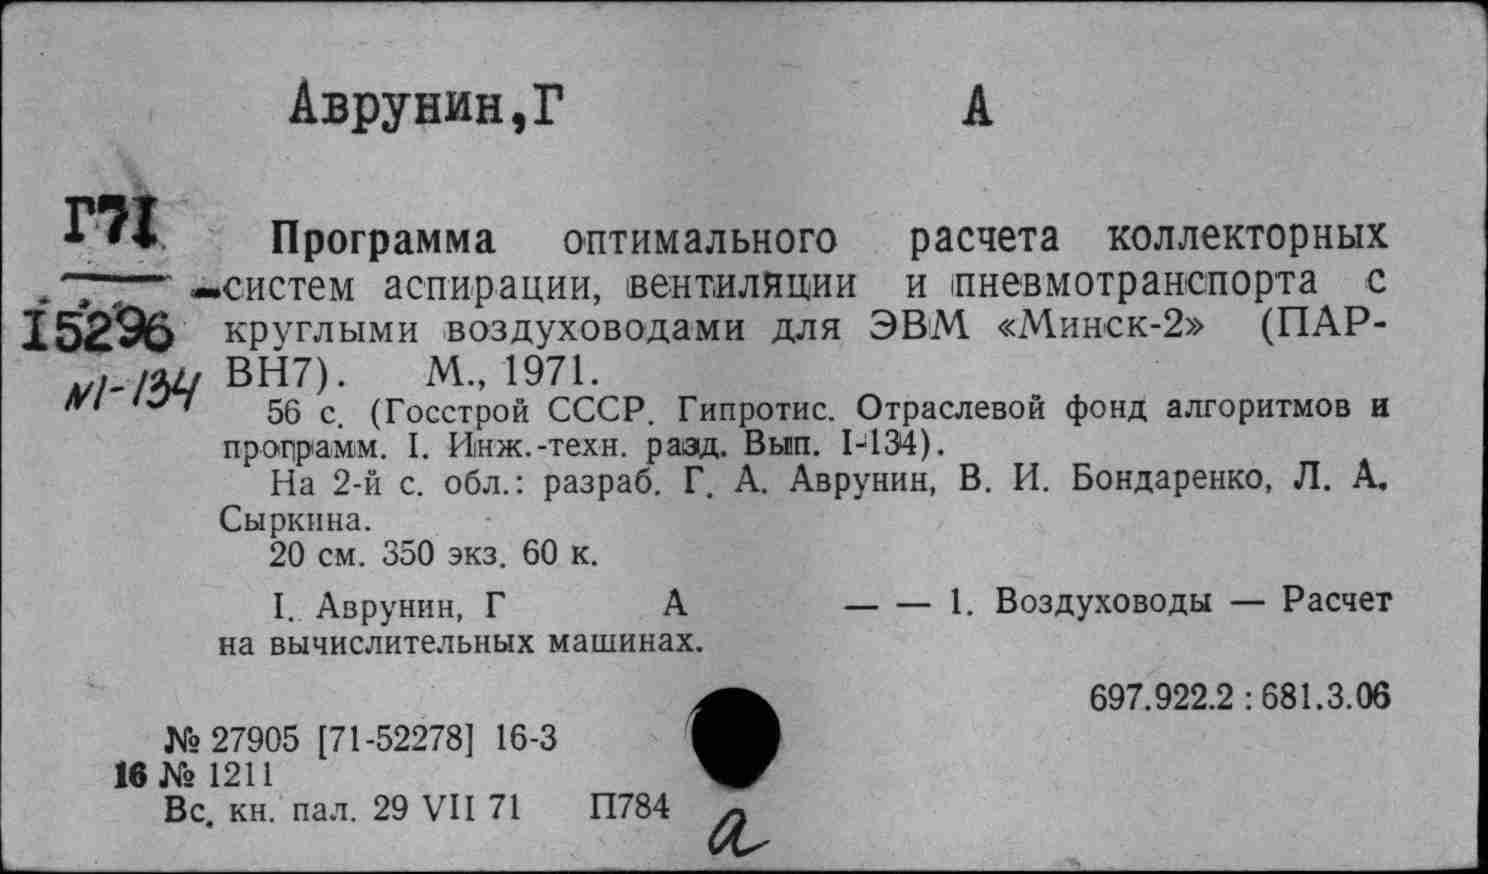 Аврунин,Г А
Г71
15296
№1-134
Программа оптимального расчета коллекторных
систем аспирации, вентиляции и пневмотранспорта с
круглыми воздуховодами для ЭВМ «Минск-2» (ПАР-
ВН7). М., 1971.
56 с. (Госстрой СССР. Гипротис. Отраслевой фонд алгоритмов и
программ. I. Инж.-техн. разд. Вып. I-134).
На 2-й с. обл.: разраб. Г. А. Аврунин, В. И. Бондаренко, Л. А.
Сыркина.
20 см. 350 экз. 60 к.
I. Аврунин, Г А — — 1. Воздуховоды — Расчет
на вычислительных машинах.
697.922.2 : 681.3.06
№ 27905 [71-52278] 16-3
16 № 1211
Вс. кн. пал. 29 VII 71 П784
а